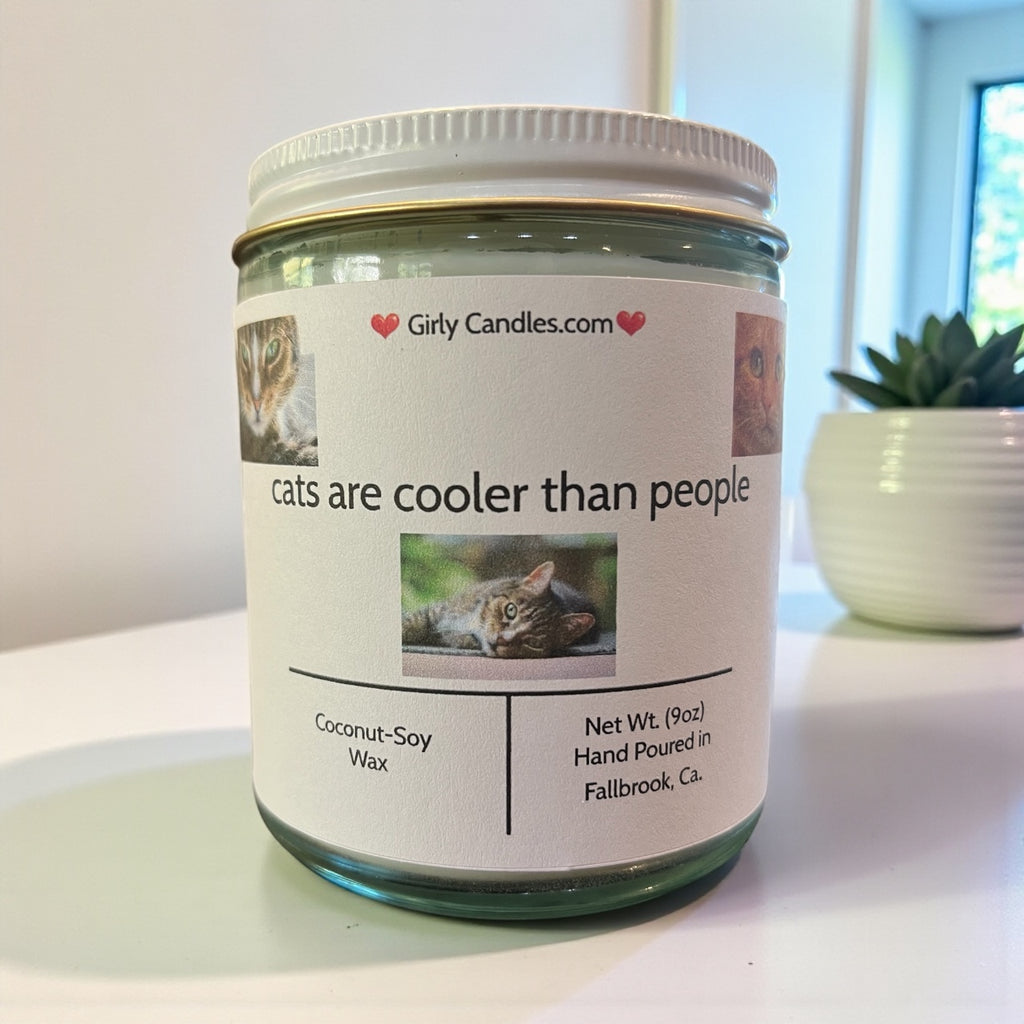 ❤️ Girly Candles.com ❤️
cats are cooler than people
Coconut-Soy
Wax
Net Wt. (9oz)
Hand Poured in
Fallbrook, Ca.